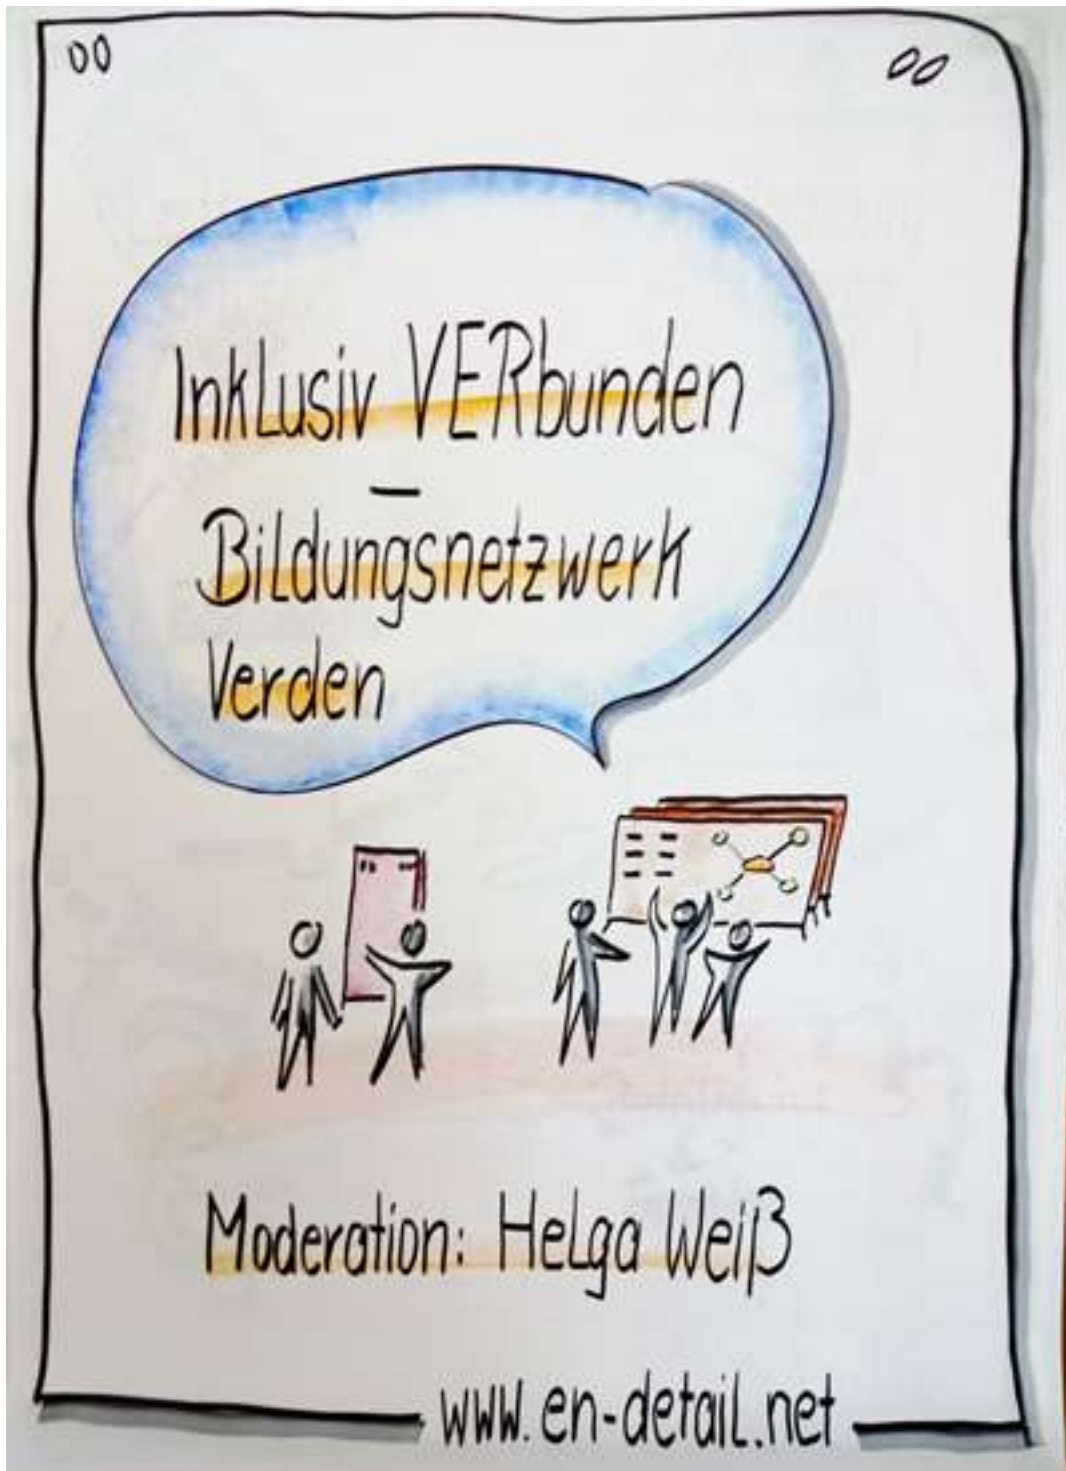 Inklusiv VERbunden
–
Bildungsnetzwerk
Verden
Moderation: Helga Weiß
www.en-detail.net